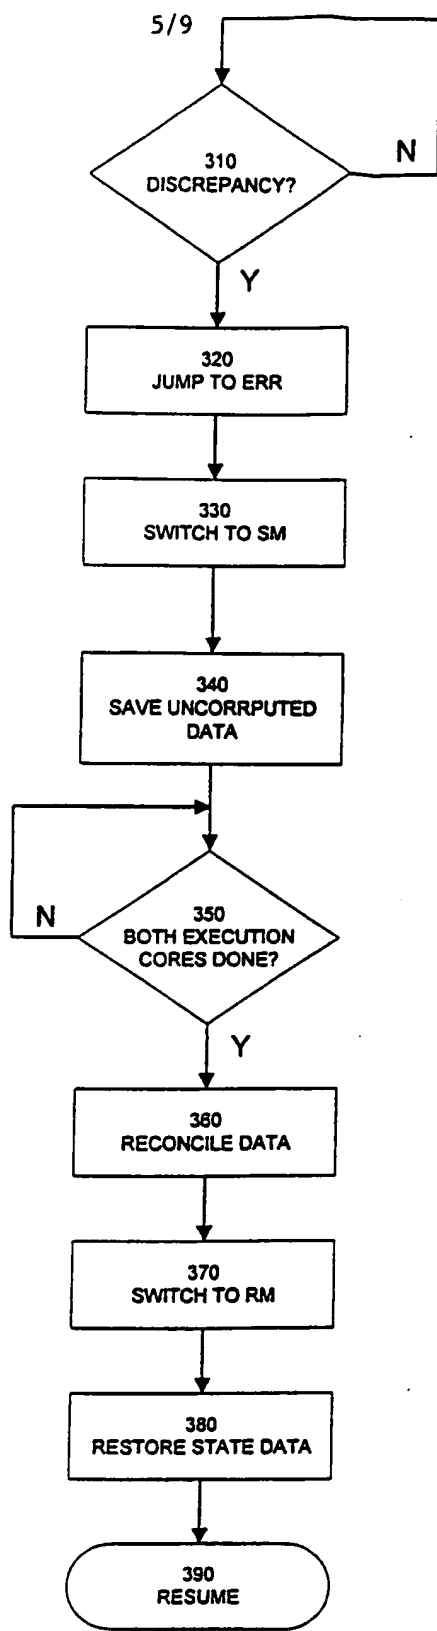 5/9
310
DISCREPANCY?
N
Y
320
JUMP TO ERR
330
SWITCH TO SM
340
SAVE UNCORRPUTED
DATA
N
350
BOTH EXECUTION
CORES DONE?
Y
360
RECONCILE DATA
370
SWITCH TO RM
380
RESTORE STATE DATA
390
RESUME